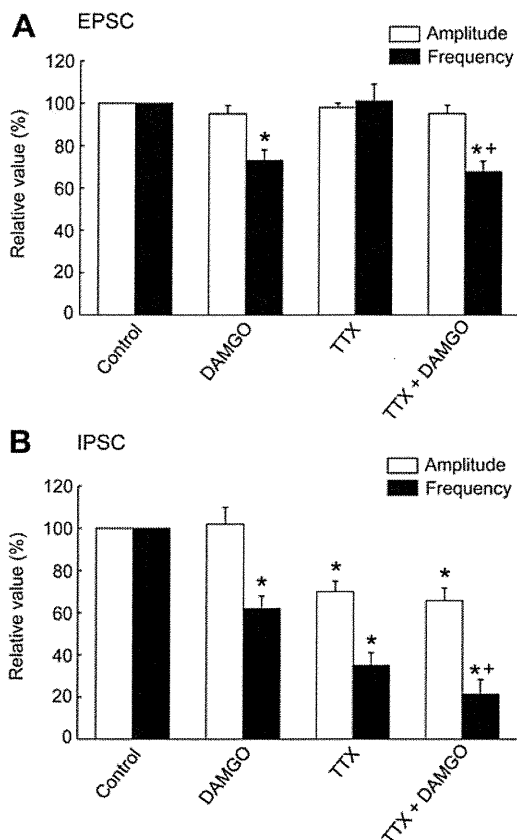 A EPSC
Amplitude
Frequency
Relative value (%)
120
100
80
60
40
20
0
*
*+
Control
DAMGO
TTX
TTX + DAMGO
B IPSC
Amplitude
Frequency
Relative value (%)
120
100
80
60
40
20
0
*
*
*
*
*+
Control
DAMGO
TTX
TTX + DAMGO